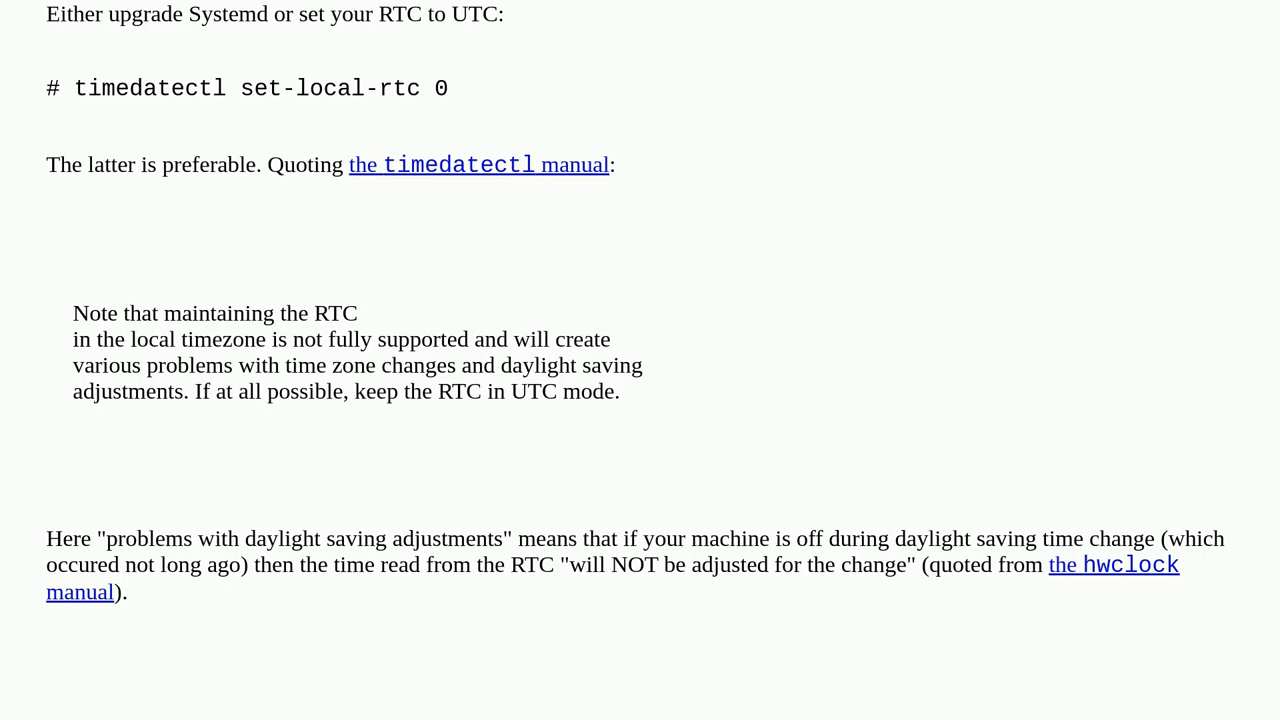 Either upgrade Systemd or set your RTC to UTC:
# timedatectl set-local-rtc 0
The latter is preferable. Quoting the timedatectl manual:
Note that maintaining the RTC
in the local timezone is not fully supported and will create
various problems with time zone changes and daylight saving
adjustments. If at all possible, keep the RTC in UTC mode.
Here "problems with daylight saving adjustments" means that if your machine is off during daylight saving time change (which
occured not long ago) then the time read from the RTC "will NOT be adjusted for the change" (quoted from the hwclock
manual).